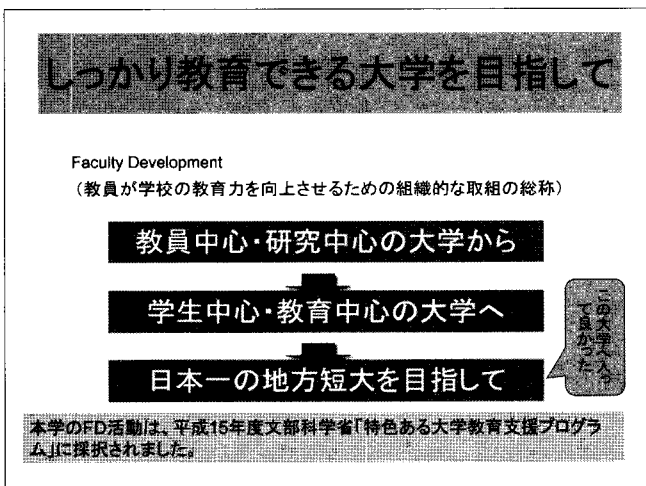 しっかり教育できる大学を目指して
Faculty Development
（教員が学校の教育力を向上させるための組織的な取組の総称）
教員中心・研究中心の大学から
学生中心・教育中心の大学へ
日本一の地方短大を目指して
この大学へ入っ
て良かった
本学のFD活動は、平成15年度文部科学省「特色ある大学教育支援プログラ
ム」に採択されました。